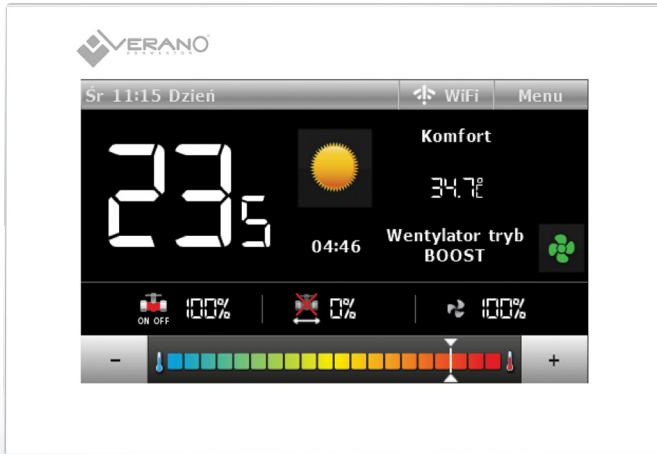 VERANO
KONWEKTOR
Śr 11:15 Dzień
WiFi
Menu
Komfort
23 5
34.7°C
04:46
Wentylator tryb
BOOST
ON OFF
100%
0%
100%
-
+